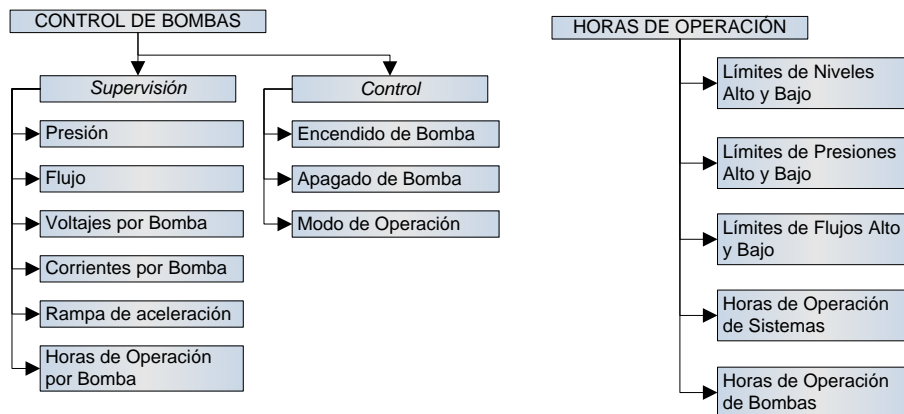 CONTROL DE BOMBAS
Supervisión
Presión
Flujo
Voltajes por Bomba
Corrientes por Bomba
Rampa de aceleración
Horas de Operación
por Bomba
Control
Encendido de Bomba
Apagado de Bomba
Modo de Operación
HORAS DE OPERACIÓN
Límites de Niveles
Alto y Bajo
Límites de Presiones
Alto y Bajo
Límites de Flujos Alto
y Bajo
Horas de Operación
de Sistemas
Horas de Operación
de Bombas